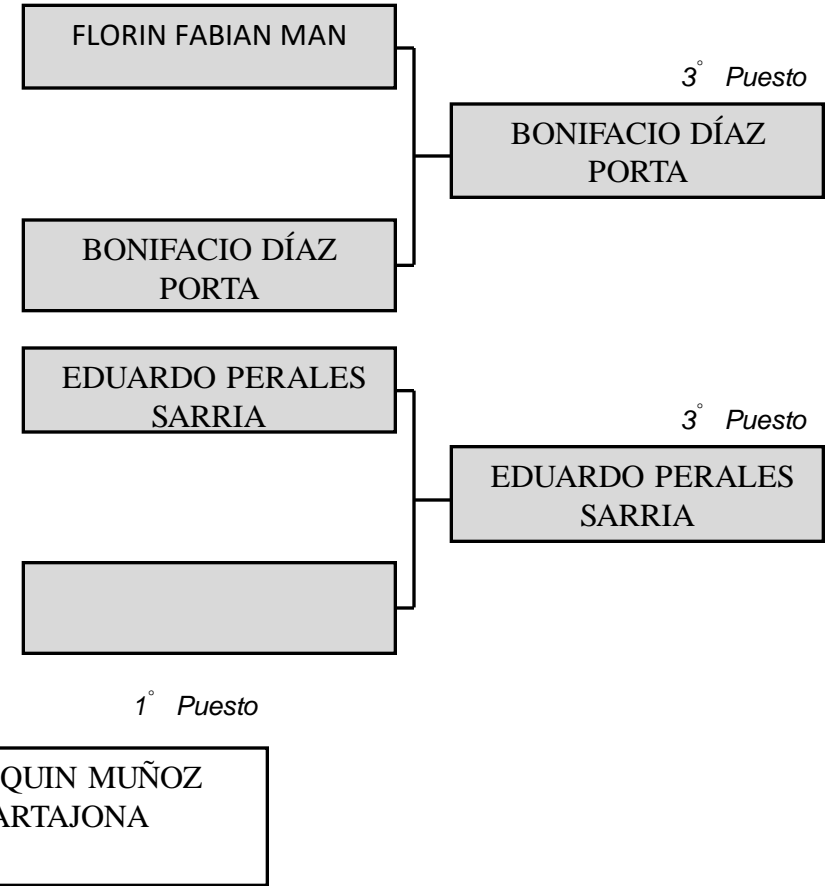 FLORIN FABIAN MAN
3° Puesto
BONIFACIO DÍAZ
PORTA
BONIFACIO DÍAZ
PORTA
EDUARDO PERALES
SARRIA
3° Puesto
EDUARDO PERALES
SARRIA
1° Puesto
QUIN MUÑOZ
ARTAJONA